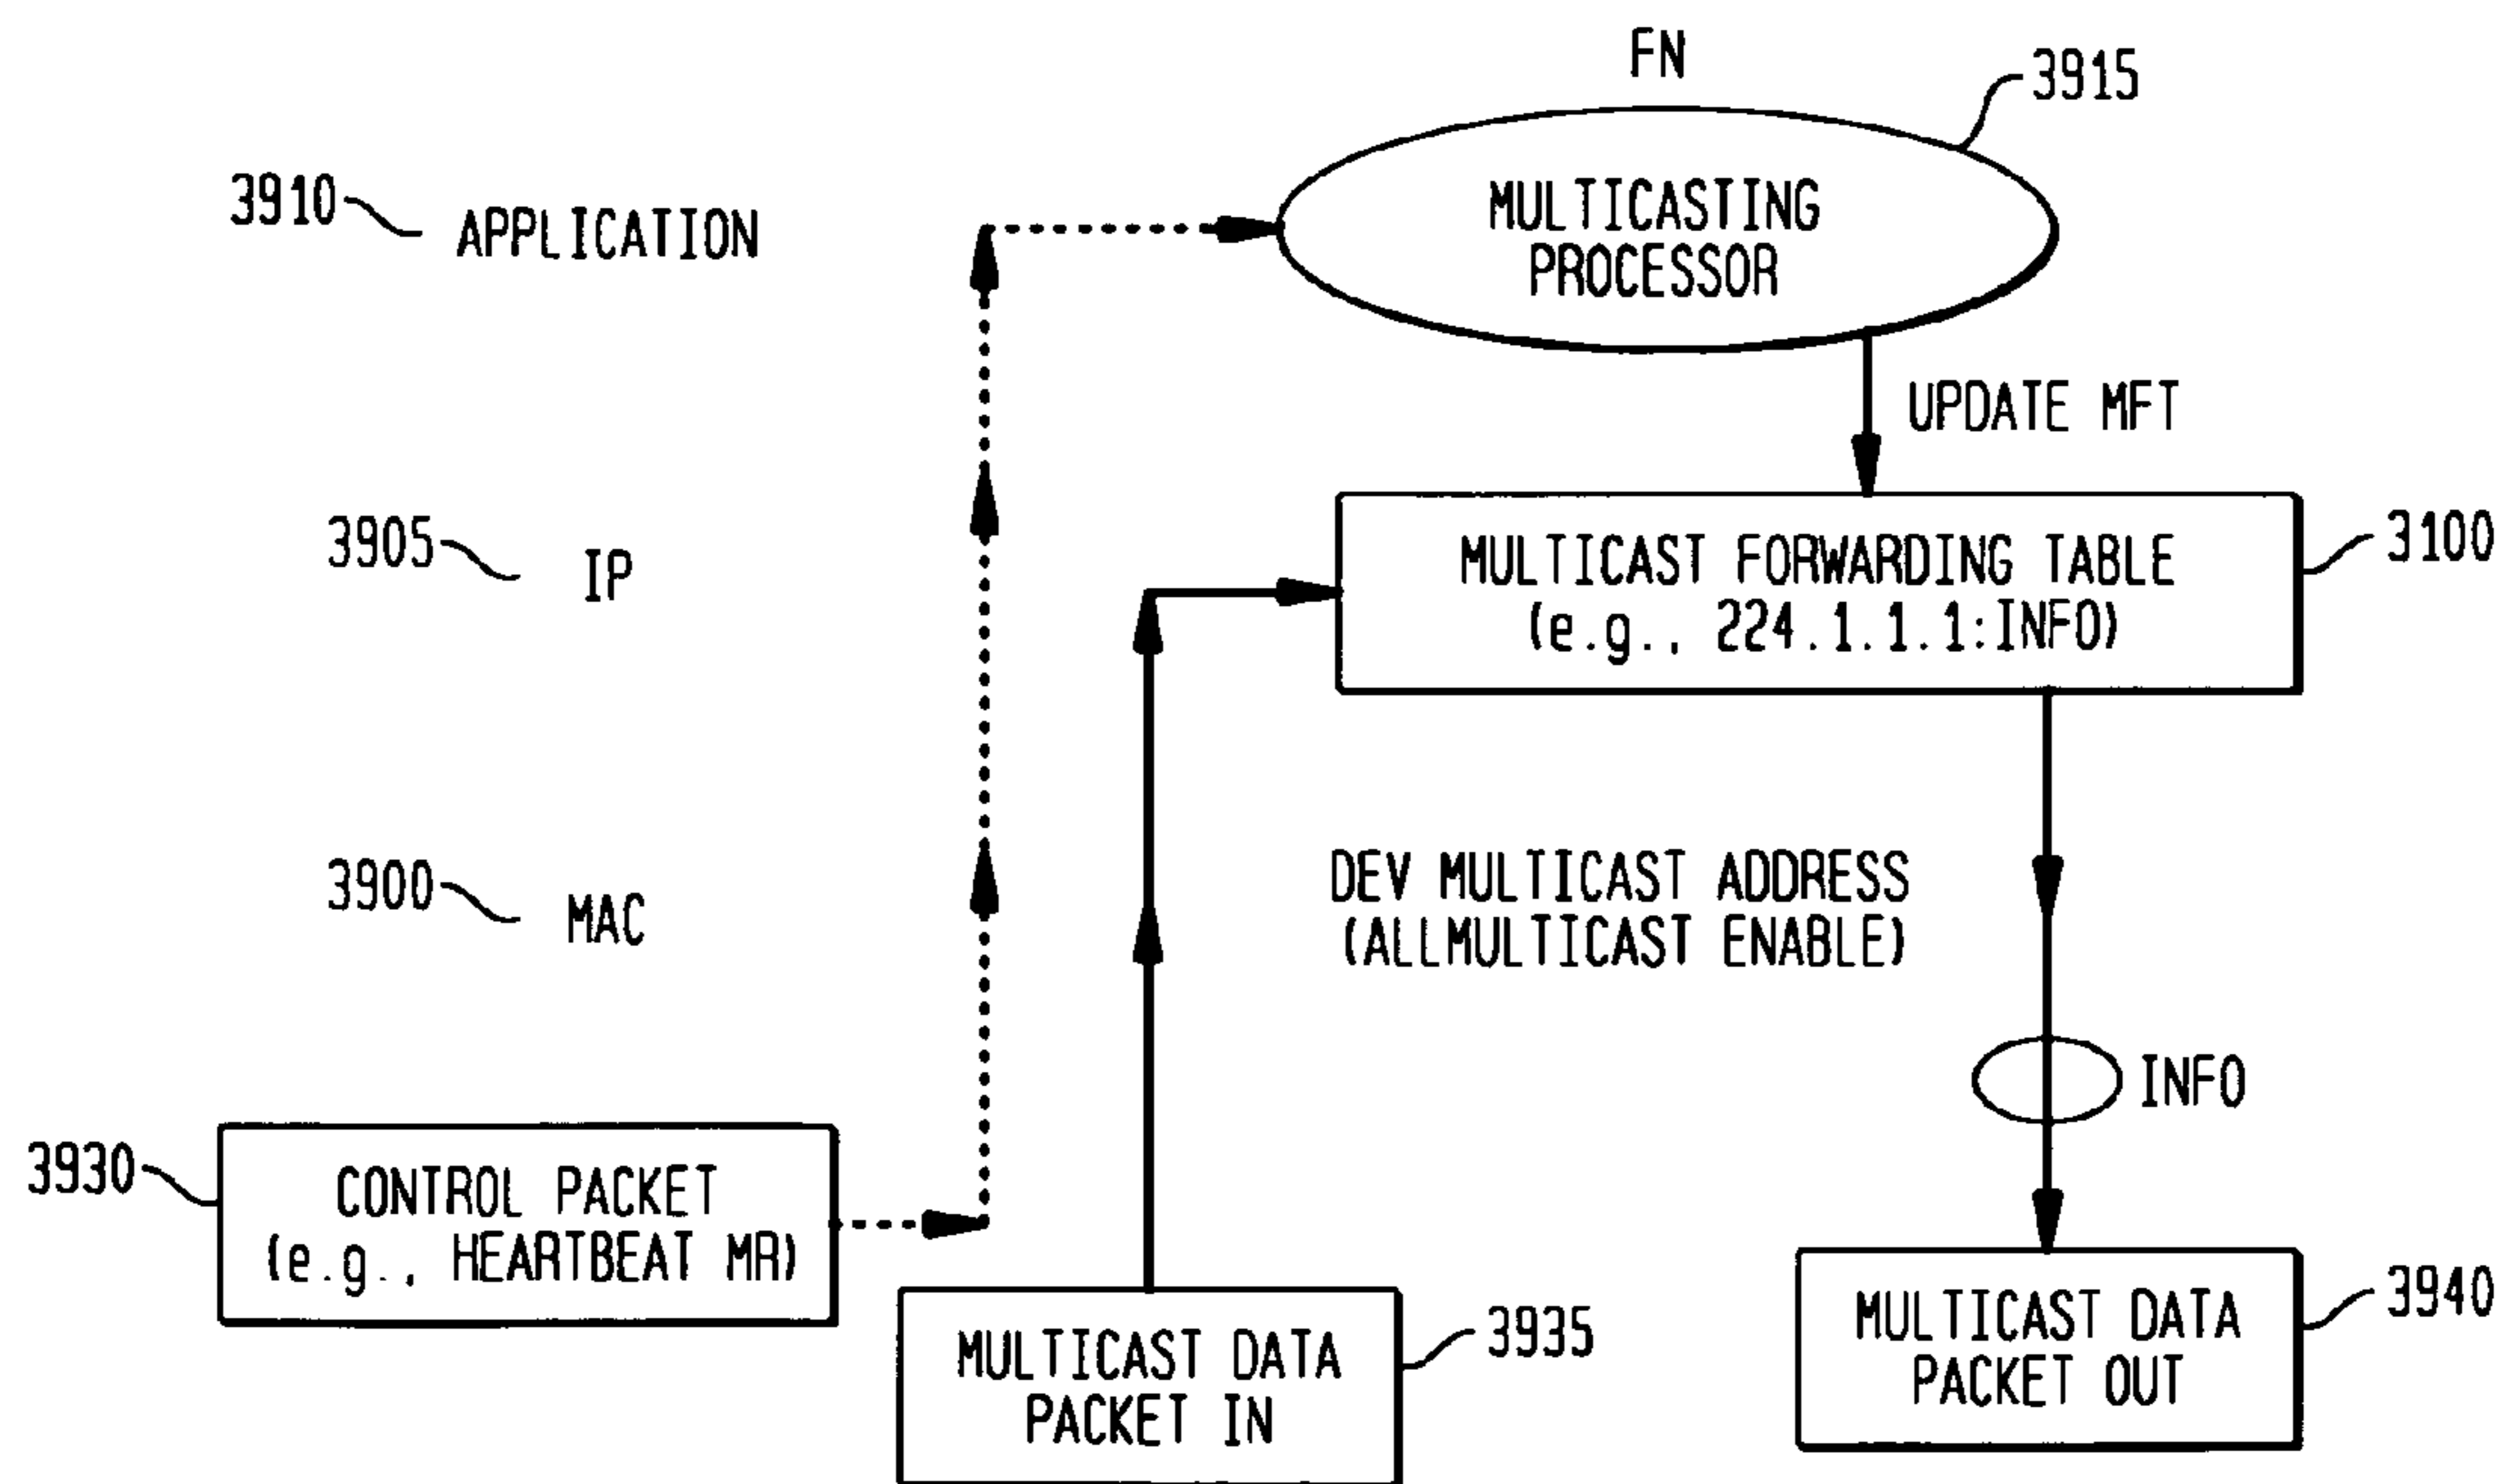 FN
3915
3910
APPLICATION
MULTICASTING
PROCESSOR
UPDATE MFT
3905
IP
MULTICAST FORWARDING TABLE
(e.g., 224.1.1.1:INFO)
3100
3900
MAC
DEV MULTICAST ADDRESS
(ALLMULTICAST ENABLE)
INFO
3930
CONTROL PACKET
(e.g., HEARTBEAT MR)
MULTICAST DATA
PACKET IN
3935
MULTICAST DATA
PACKET OUT
3940